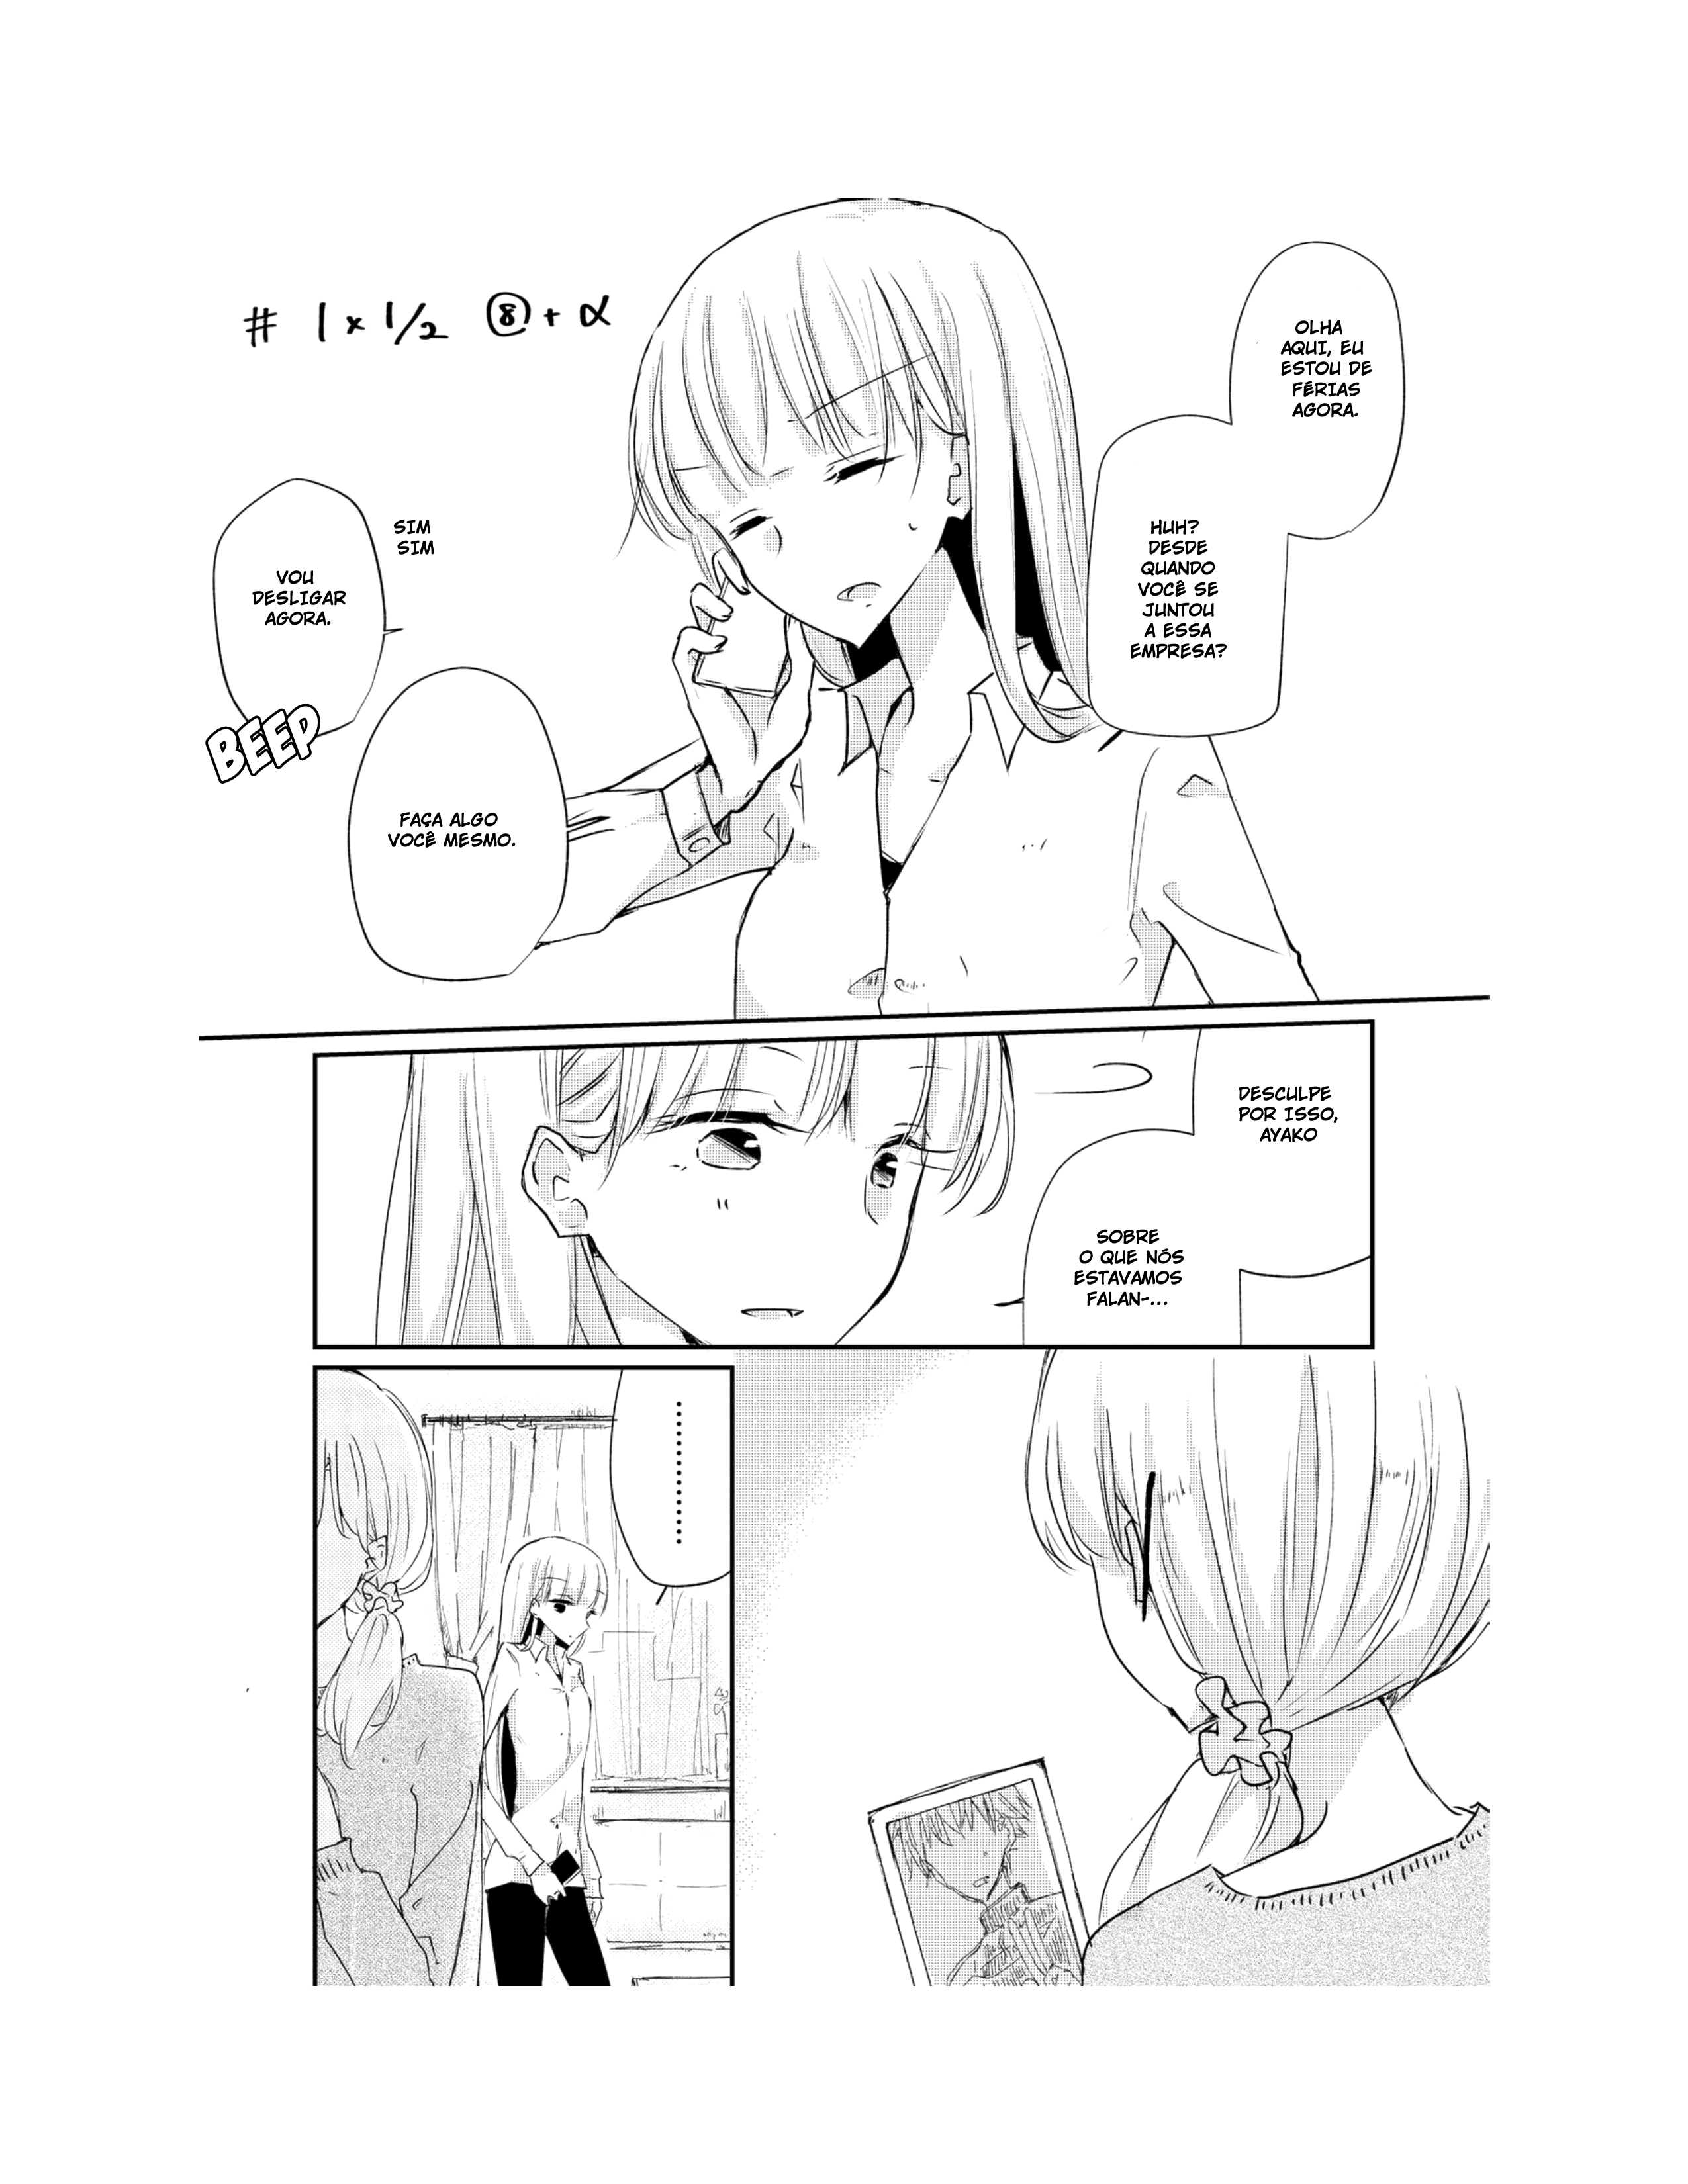 # 1 x 1/2 ⑧ + α
OLHA
AQUI, EU
ESTOU DE
FÉRIAS
AGORA.
HUH?
DESDE
QUANDO
VOCÊ SE
JUNTOU
A ESSA
EMPRESA?
SIM
SIM
FAÇA ALGO
VOCÊ MESMO.
VOU
DESLIGAR
AGORA.
BEEP
DESCULPE
POR ISSO,
AYAKO
SOBRE
O QUE NÓS
ESTAVAMOS
FALAN-...
............